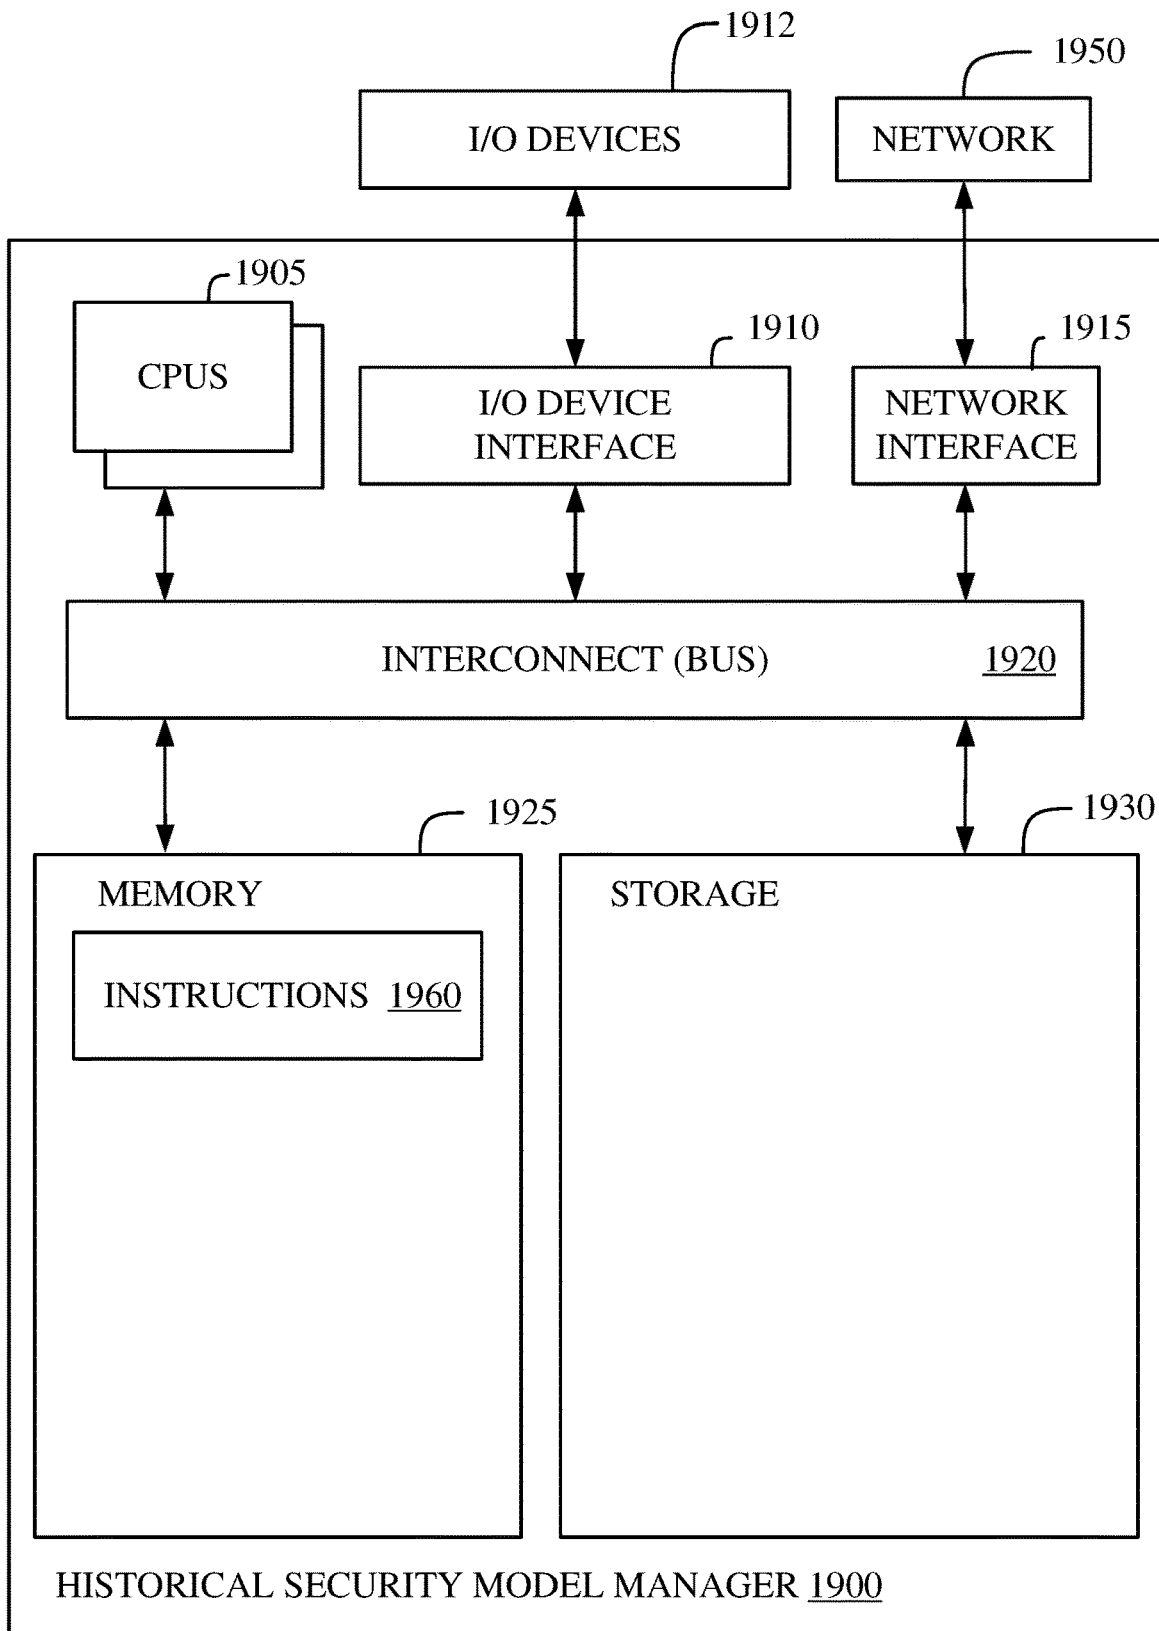 1912
1950
I/O DEVICES
NETWORK
1905
1910
1915
CPUS
I/O DEVICE
INTERFACE
NETWORK
INTERFACE
INTERCONNECT (BUS) 1920
1925
1930
MEMORY
STORAGE
INSTRUCTIONS 1960
HISTORICAL SECURITY MODEL MANAGER 1900